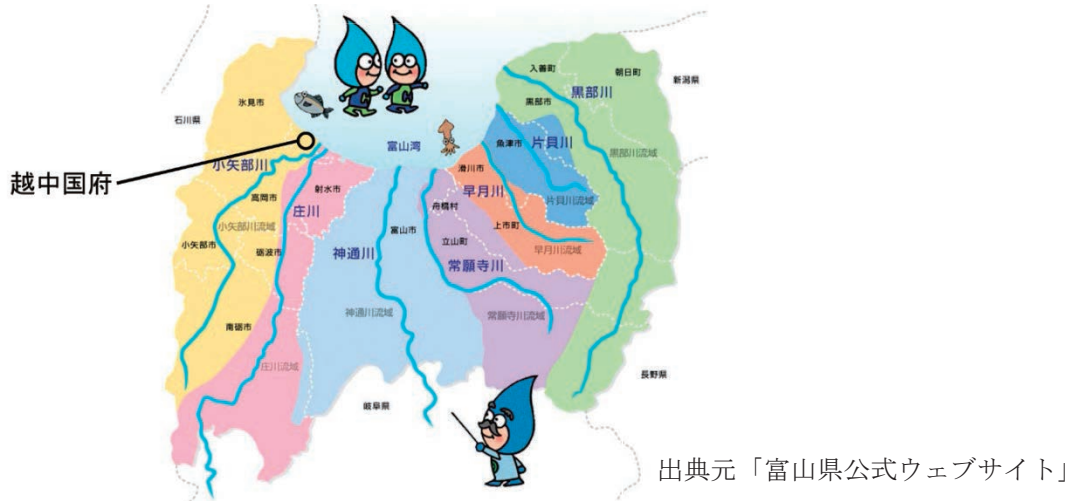 入善町
朝日町
新潟県
黒部川
黒部市
氷見市
石川県
富山湾
魚津市
片貝川
黒部川流域
越中国府
小矢部川
滑川市
射水市
早月川
高岡市
庄川
舟橋村
片貝川流域
小矢部川流域
上市町
富山市
小矢部市
砺波市
立山町
神通川
早月川流域
常願寺川
神通川流域
常願寺川流域
南砺市
庄川流域
長野県
岐阜県
出典元「富山県公式ウェブサイト」